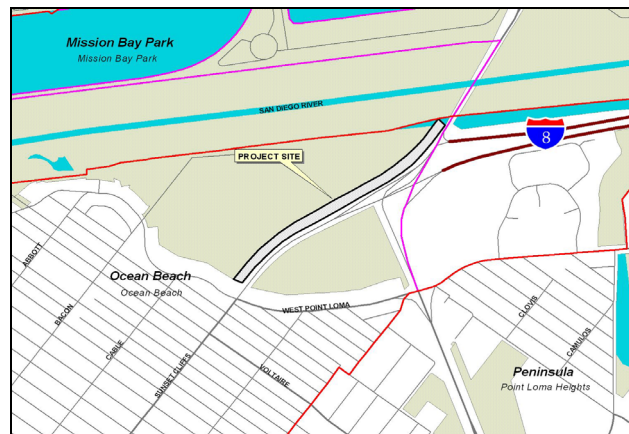 Mission Bay Park
Mission Bay Park
SAN DIEGO RIVER
8
PROJECT SITE
ABBOTT
Ocean Beach
Ocean Beach
BACON
CABLE
SUNSET CLIFFS
WEST POINT LOMA
VOLTAIRE
CLOVIS
CAMULOS
Peninsula
Point Loma Heights